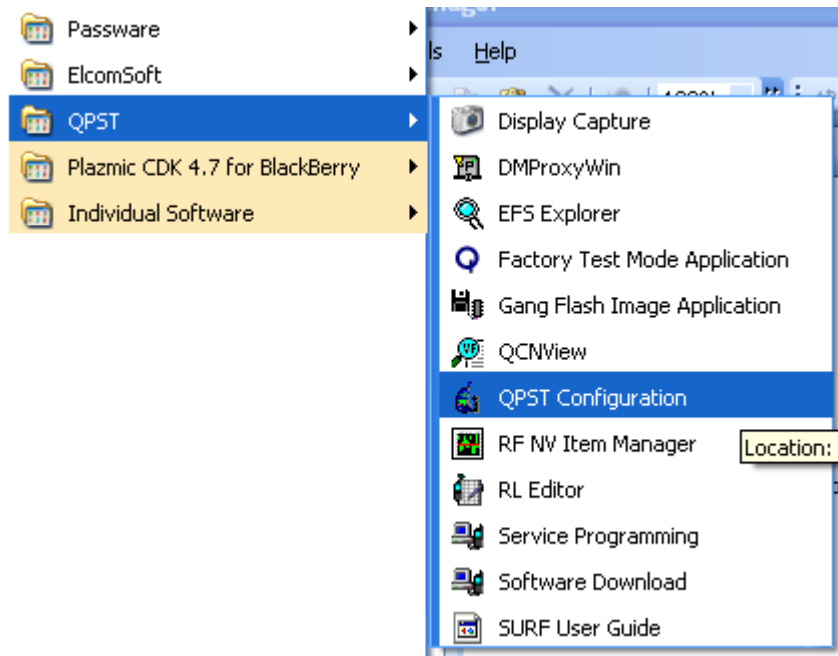 Passware
ElcomSoft
QPST
Plazmic CDK 4.7 for BlackBerry
Individual Software
Help
Display Capture
DMProxyWin
EFS Explorer
Factory Test Mode Application
Gang Flash Image Application
QCNView
QPST Configuration
RF NV Item Manager
Location:
RL Editor
Service Programming
Software Download
SURF User Guide